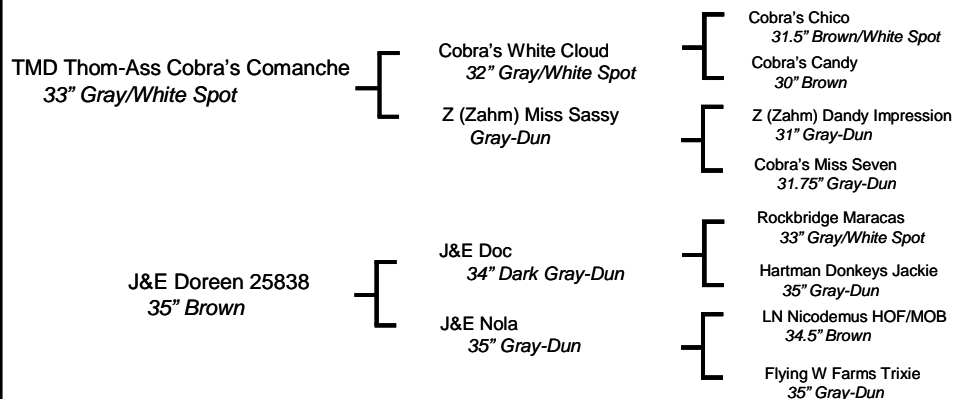 Cobra's Chico
31.5" Brown/White Spot
Cobra's White Cloud
32" Gray/White Spot
Cobra's Candy
30" Brown
TMD Thom-Ass Cobra's Comanche
33" Gray/White Spot
Z (Zahm) Miss Sassy
Gray-Dun
Z (Zahm) Dandy Impression
31" Gray-Dun
Cobra's Miss Seven
31.75" Gray-Dun
Rockbridge Maracas
33" Gray/White Spot
J&E Doc
34" Dark Gray-Dun
Hartman Donkeys Jackie
35" Gray-Dun
J&E Doreen 25838
35" Brown
J&E Nola
35" Gray-Dun
LN Nicodemus HOF/MOB
34.5" Brown
Flying W Farms Trixie
35" Gray-Dun